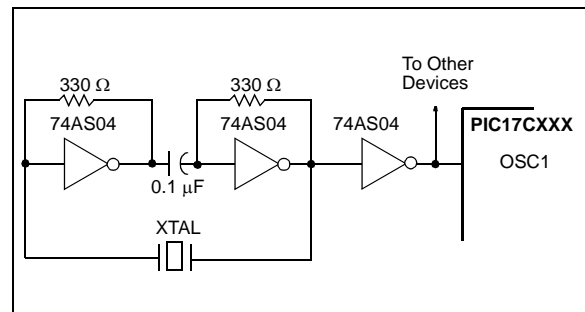 330 Ω
330 Ω
To Other
Devices
74AS04
74AS04
74AS04
PIC17CXXX
OSC1
0.1 μF
XTAL